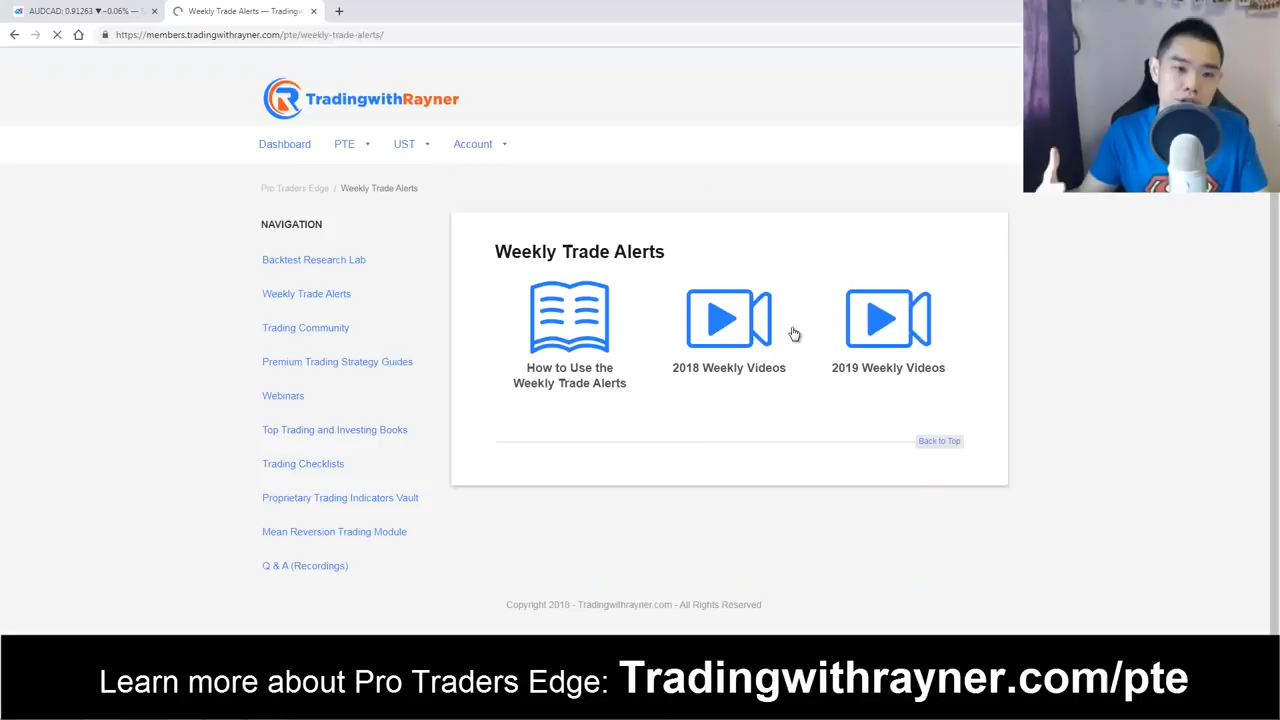 AUDCAD: 0.91263 ▼−0.06%
Weekly Trade Alerts — Tradingw
https://members.tradingwithrayner.com/pte/weekly-trade-alerts/
TradingwithRayner
Dashboard PTE UST Account
Pro Traders Edge / Weekly Trade Alerts
NAVIGATION
Backtest Research Lab
Weekly Trade Alerts
Trading Community
Premium Trading Strategy Guides
Webinars
Top Trading and Investing Books
Trading Checklists
Proprietary Trading Indicators Vault
Mean Reversion Trading Module
Q & A (Recordings)
Weekly Trade Alerts
How to Use the
Weekly Trade Alerts
2018 Weekly Videos
2019 Weekly Videos
Back to Top
Copyright 2018 - Tradingwithrayner.com - All Rights Reserved
Learn more about Pro Traders Edge: Tradingwithrayner.com/pte